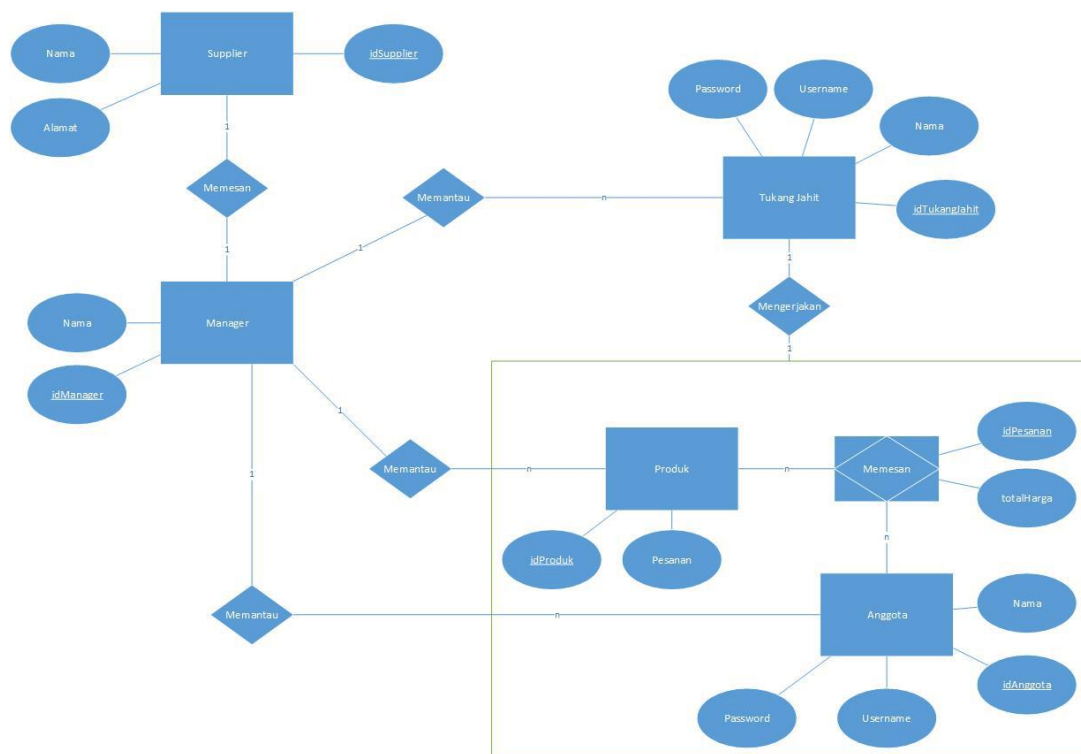 Nama
Supplier
idSupplier
Alamat
1
Memesan
1
Password
Username
Nama
Tukang Jahit
idTukangJahit
Memantau
n
1
1
Mengerjakan
1
Nama
Manager
idManager
1
1
Memantau
n
Produk
n
Memesan
idPesanan
totalHarga
n
idProduk
Pesanan
Memantau
n
Anggota
Nama
idAnggota
Password
Username